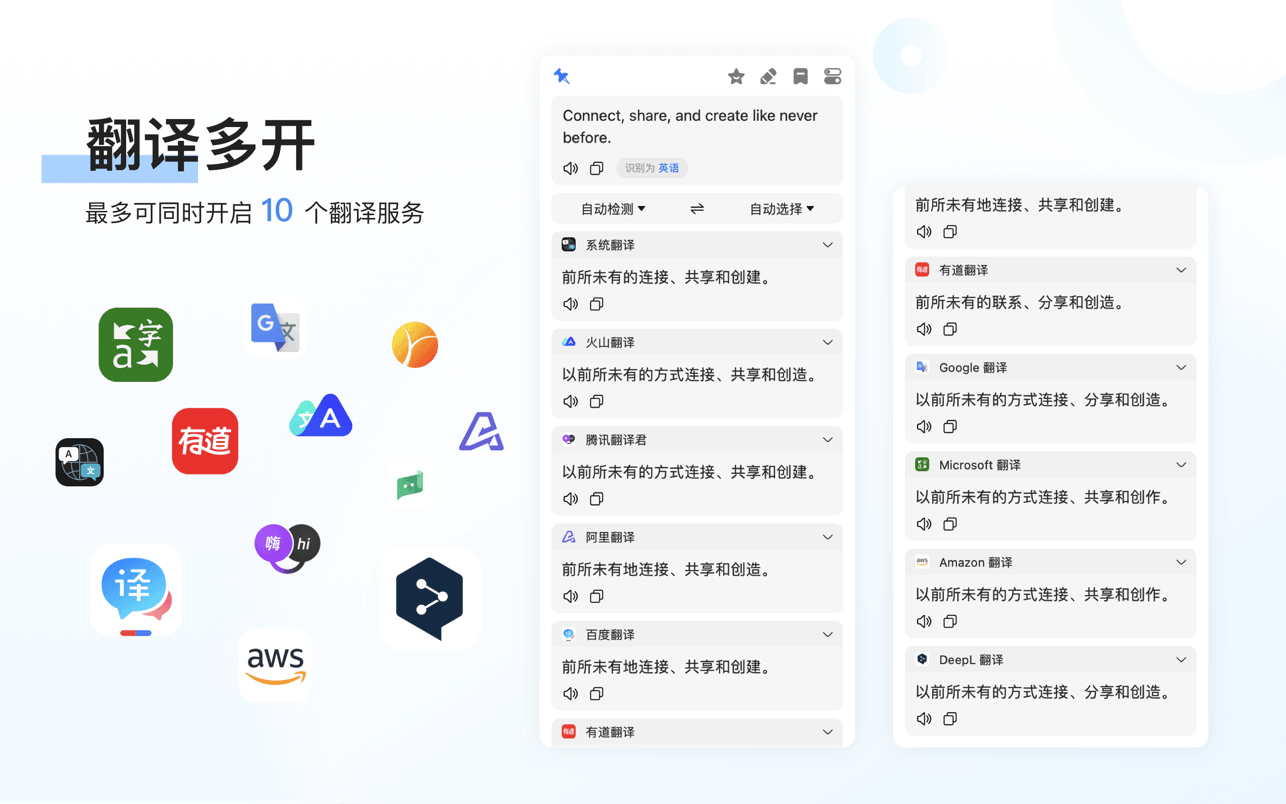 翻译多开
最多可同时开启 10 个翻译服务
字
a
G 文
有道
文 A
A 文
嗨 hi
译
aws
Connect, share, and create like never
before.
识别为 英语
自动检测 自动选择
系统翻译
前所未有的连接、共享和创建。
火山翻译
以前所未有的方式连接、共享和创造。
腾讯翻译君
以前所未有的方式连接、共享和创建。
阿里翻译
前所未有地连接、共享和创造。
百度翻译
前所未有地连接、共享和创建。
有道 有道翻译
前所未有地连接、共享和创建。
有道 有道翻译
前所未有的联系、分享和创造。
Google 翻译
以前所未有的方式连接、分享和创造。
Microsoft 翻译
以前所未有的方式连接、共享和创作。
aws Amazon 翻译
以前所未有的方式连接、共享和创作。
DeepL 翻译
以前所未有的方式连接、分享和创造。